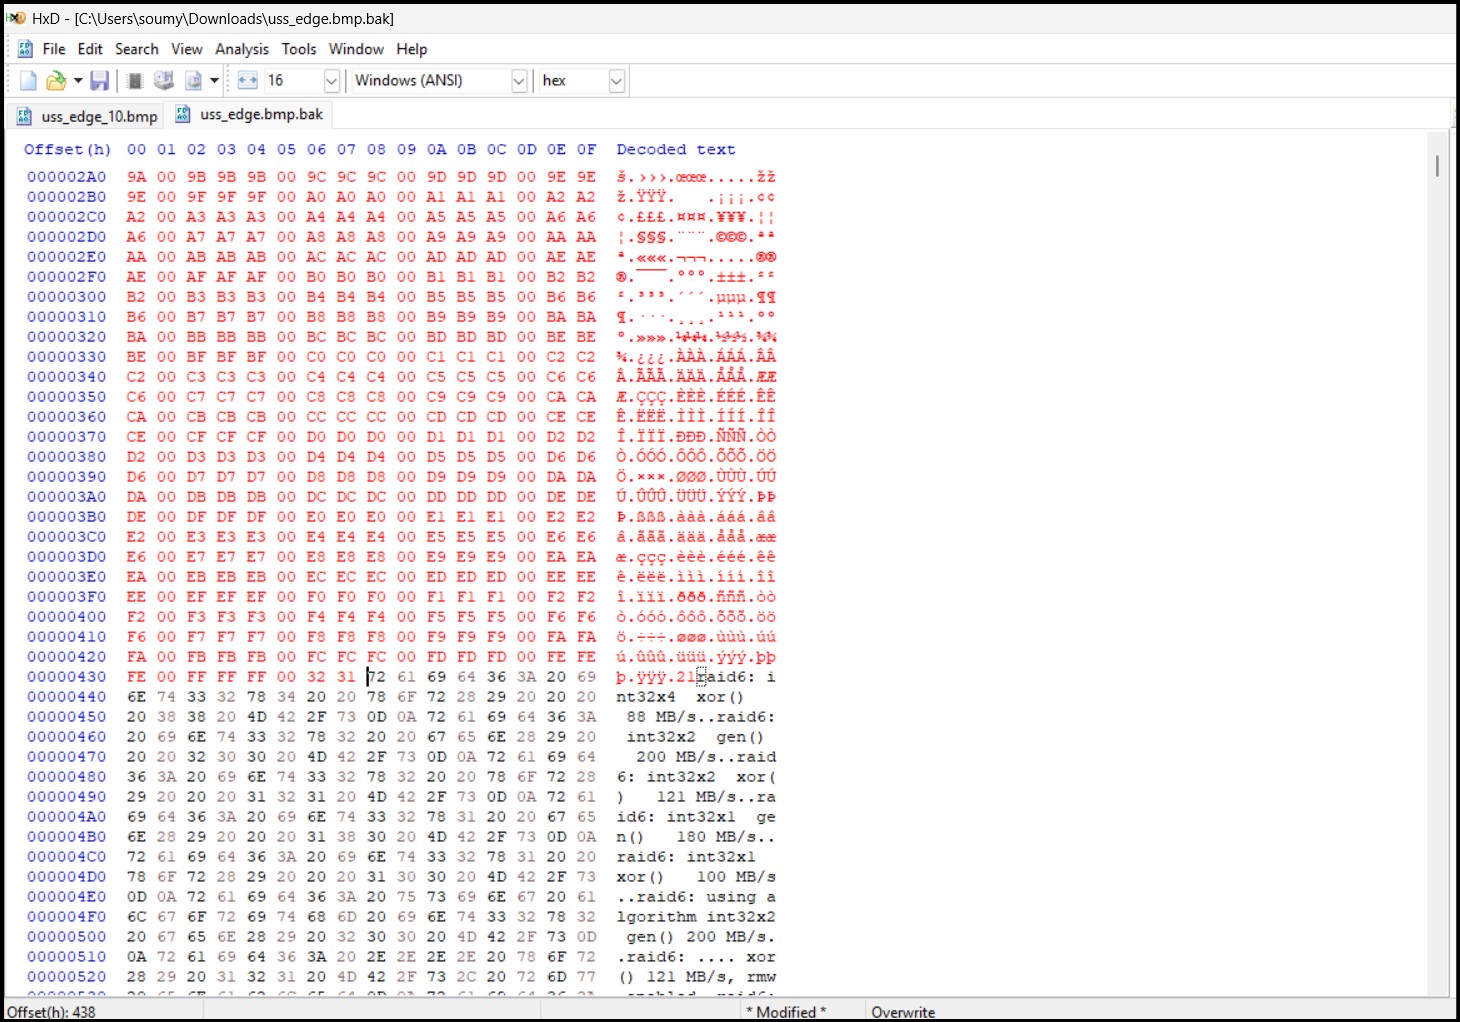 HxD - [C:\Users\soumy\Downloads\uss_edge.bmp.bak]
File Edit Search View Analysis Tools Window Help
16 Windows (ANSI) hex
uss_edge_10.bmp uss_edge.bmp.bak
Offset(h) 00 01 02 03 04 05 06 07 08 09 0A 0B 0C 0D 0E 0F Decoded text
000002A0 9A 00 9B 9B 9B 00 9C 9C 9C 00 9D 9D 9D 00 9E 9E š.›››.œœœ.....žž
000002B0 9E 00 9F 9F 9F 00 A0 A0 A0 00 A1 A1 A1 00 A2 A2 ž.ŸŸŸ.   .¡¡¡.¢¢
000002C0 A2 00 A3 A3 A3 00 A4 A4 A4 00 A5 A5 A5 00 A6 A6 ¢.£££.¤¤¤.¥¥¥.¦¦
000002D0 A6 00 A7 A7 A7 00 A8 A8 A8 00 A9 A9 A9 00 AA AA ¦.§§§.¨¨¨.©©©.ªª
000002E0 AA 00 AB AB AB 00 AC AC AC 00 AD AD AD 00 AE AE ª.«««.¬¬¬.....®®
000002F0 AE 00 AF AF AF 00 B0 B0 B0 00 B1 B1 B1 00 B2 B2 ®.¯¯¯.°°°.±±±.²²
00000300 B2 00 B3 B3 B3 00 B4 B4 B4 00 B5 B5 B5 00 B6 B6 ².³³³.´´´.µµµ.¶¶
00000310 B6 00 B7 B7 B7 00 B8 B8 B8 00 B9 B9 B9 00 BA BA ¶.···.¸¸¸.¹¹¹.ºº
00000320 BA 00 BB BB BB 00 BC BC BC 00 BD BD BD 00 BE BE º.»»».¼¼¼.½½½.¾¾
00000330 BE 00 BF BF BF 00 C0 C0 C0 00 C1 C1 C1 00 C2 C2 ¾.¿¿¿.ÀÀÀ.ÁÁÁ.ÂÂ
00000340 C2 00 C3 C3 C3 00 C4 C4 C4 00 C5 C5 C5 00 C6 C6 Â.ÃÃÃ.ÄÄÄ.ÅÅÅ.ÆÆ
00000350 C6 00 C7 C7 C7 00 C8 C8 C8 00 C9 C9 C9 00 CA CA Æ.ÇÇÇ.ÈÈÈ.ÉÉÉ.ÊÊ
00000360 CA 00 CB CB CB 00 CC CC CC 00 CD CD CD 00 CE CE Ê.ËËË.ÌÌÌ.ÍÍÍ.ÎÎ
00000370 CE 00 CF CF CF 00 D0 D0 D0 00 D1 D1 D1 00 D2 D2 Î.ÏÏÏ.ÐÐÐ.ÑÑÑ.ÒÒ
00000380 D2 00 D3 D3 D3 00 D4 D4 D4 00 D5 D5 D5 00 D6 D6 Ò.ÓÓÓ.ÔÔÔ.ÕÕÕ.ÖÖ
00000390 D6 00 D7 D7 D7 00 D8 D8 D8 00 D9 D9 D9 00 DA DA Ö.×××.ØØØ.ÙÙÙ.ÚÚ
000003A0 DA 00 DB DB DB 00 DC DC DC 00 DD DD DD 00 DE DE Ú.ÛÛÛ.ÜÜÜ.ÝÝÝ.ÞÞ
000003B0 DE 00 DF DF DF 00 E0 E0 E0 00 E1 E1 E1 00 E2 E2 Þ.ßßß.ààà.ááá.ââ
000003C0 E2 00 E3 E3 E3 00 E4 E4 E4 00 E5 E5 E5 00 E6 E6 â.ããã.äää.ååå.ææ
000003D0 E6 00 E7 E7 E7 00 E8 E8 E8 00 E9 E9 E9 00 EA EA æ.ççç.èèè.ééé.êê
000003E0 EA 00 EB EB EB 00 EC EC EC 00 ED ED ED 00 EE EE ê.ëëë.ììì.ííí.îî
000003F0 EE 00 EF EF EF 00 F0 F0 F0 00 F1 F1 F1 00 F2 F2 î.ïïï.ððð.ñññ.òò
00000400 F2 00 F3 F3 F3 00 F4 F4 F4 00 F5 F5 F5 00 F6 F6 ò.óóó.ôôô.õõõ.öö
00000410 F6 00 F7 F7 F7 00 F8 F8 F8 00 F9 F9 F9 00 FA FA ö.÷÷÷.øøø.ùùù.úú
00000420 FA 00 FB FB FB 00 FC FC FC 00 FD FD FD 00 FE FE ú.ûûû.üüü.ýýý.þþ
00000430 FE 00 FF FF FF 00 32 31 72 61 69 64 36 3A 20 69 þ.ÿÿÿ.21raid6: i
00000440 6E 74 33 32 78 34 20 20 78 6F 72 28 29 20 20 20 nt32x4  xor()
00000450 20 38 38 20 4D 42 2F 73 0D 0A 72 61 69 64 36 3A  88 MB/s..raid6:
00000460 20 69 6E 74 33 32 78 32 20 20 67 65 6E 28 29 20  int32x2  gen()
00000470 20 20 32 30 30 20 4D 42 2F 73 0D 0A 72 61 69 64   200 MB/s..raid
00000480 36 3A 20 69 6E 74 33 32 78 32 20 20 78 6F 72 28 6: int32x2  xor(
00000490 29 20 20 20 31 32 31 20 4D 42 2F 73 0D 0A 72 61 )   121 MB/s..ra
000004A0 69 64 36 3A 20 69 6E 74 33 32 78 31 20 20 67 65 id6: int32x1  ge
000004B0 6E 28 29 20 20 20 31 38 30 20 4D 42 2F 73 0D 0A n()   180 MB/s..
000004C0 72 61 69 64 36 3A 20 69 6E 74 33 32 78 31 20 20 raid6: int32x1
000004D0 78 6F 72 28 29 20 20 20 31 30 30 20 4D 42 2F 73 xor()   100 MB/s
000004E0 0D 0A 72 61 69 64 36 3A 20 75 73 69 6E 67 20 61 ..raid6: using a
000004F0 6C 67 6F 72 69 74 68 6D 20 69 6E 74 33 32 78 32 lgorithm int32x2
00000500 20 67 65 6E 28 29 20 32 30 30 20 4D 42 2F 73 0D  gen() 200 MB/s.
00000510 0A 72 61 69 64 36 3A 20 2E 2E 2E 2E 20 78 6F 72 .raid6: .... xor
00000520 28 29 20 31 32 31 20 4D 42 2F 73 2C 20 72 6D 77 () 121 MB/s, rmw
Offset(h): 438 * Modified * Overwrite